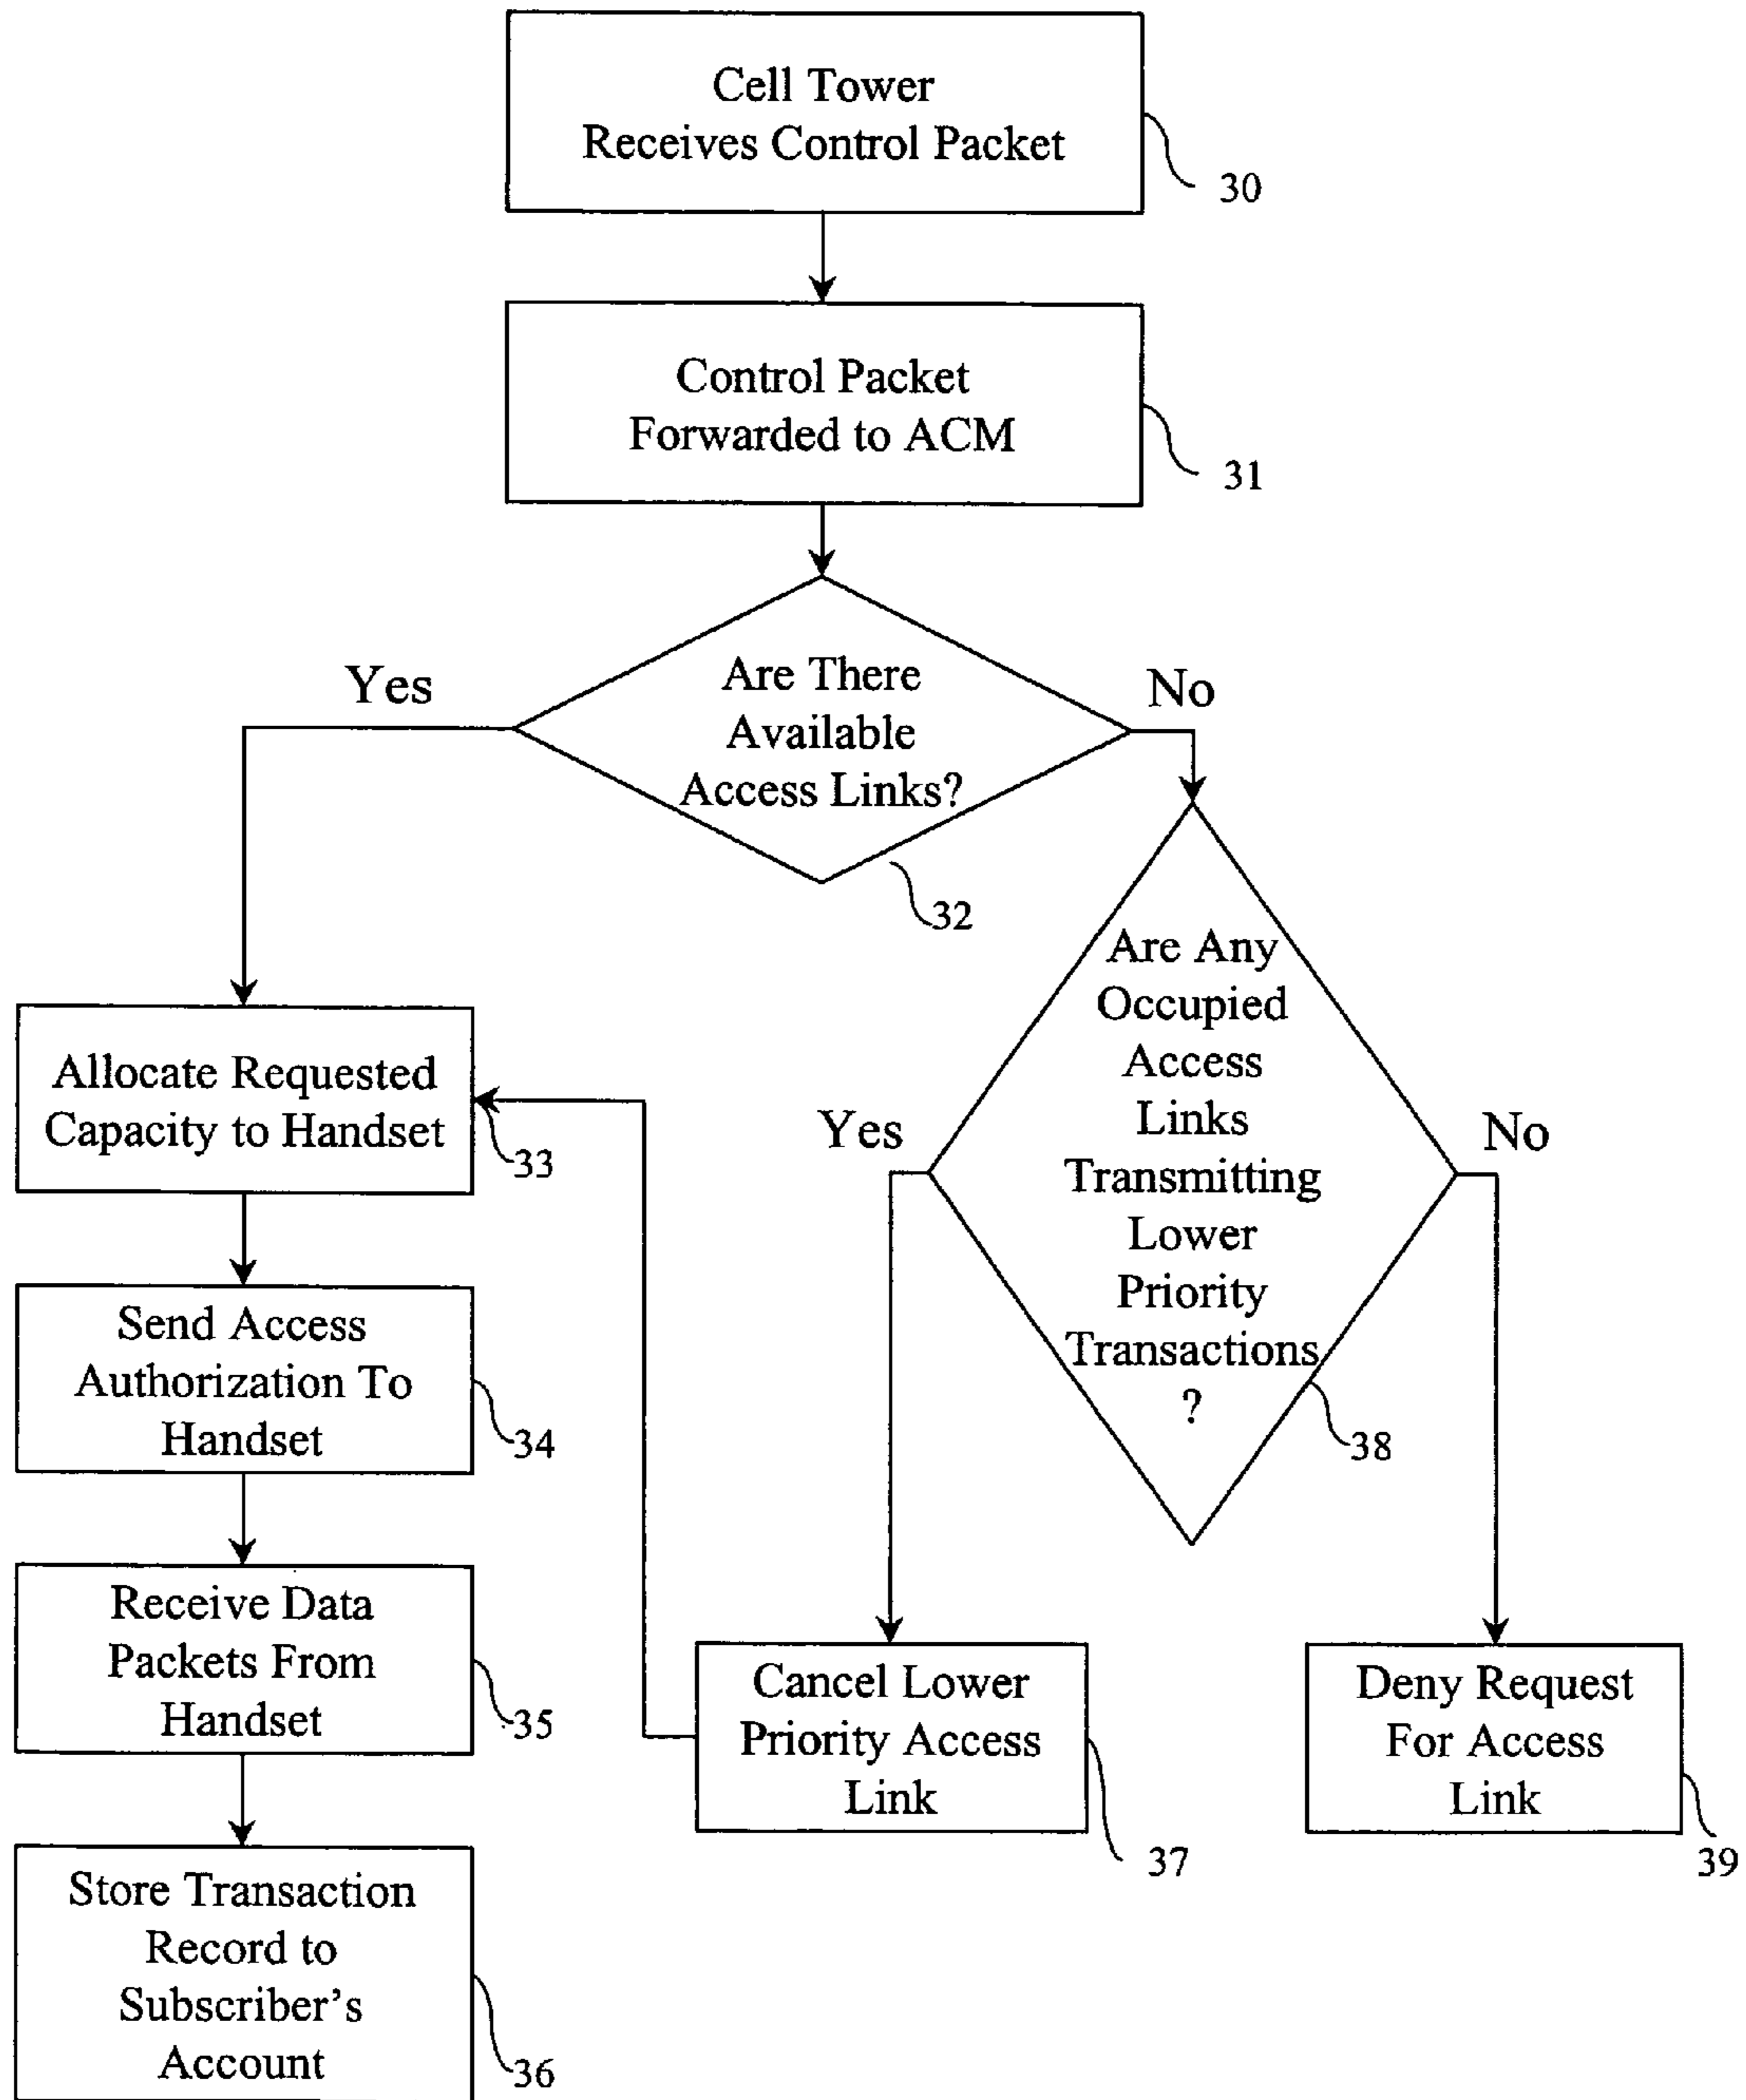 Cell Tower
Receives Control Packet
30
Control Packet
Forwarded to ACM
31
Are There
Available
Access Links?
Yes
No
32
Are Any
Occupied
Access
Links
Transmitting
Lower
Priority
Transactions
?
Yes
No
38
Allocate Requested
Capacity to Handset
33
Send Access
Authorization To
Handset
34
Receive Data
Packets From
Handset
35
Cancel Lower
Priority Access
Link
37
Deny Request
For Access
Link
39
Store Transaction
Record to
Subscriber's
Account
36